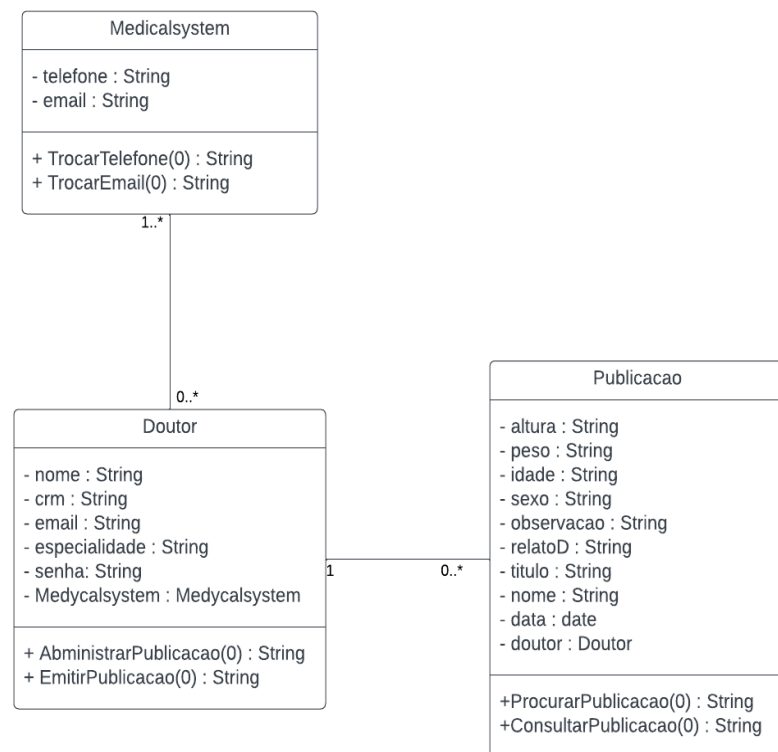 Medicalsystem
- telefone : String
- email : String
+ TrocarTelefone(0) : String
+ TrocarEmail(0) : String
1..*
0..*
Doutor
- nome : String
- crm : String
- email : String
- especialidade : String
- senha: String
- Medycalsystem : Medycalsystem
+ AbministrarPublicacao(0) : String
+ EmitirPublicacao(0) : String
1
0..*
Publicacao
- altura : String
- peso : String
- idade : String
- sexo : String
- observacao : String
- relatoD : String
- titulo : String
- nome : String
- data : date
- doutor : Doutor
+ProcurarPublicacao(0) : String
+ConsultarPublicacao(0) : String